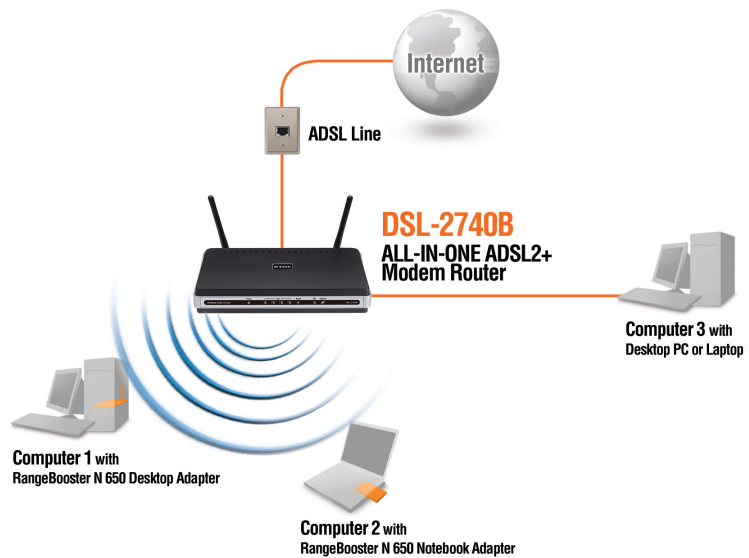 Internet
ADSL Line
DSL-2740B
ALL-IN-ONE ADSL2+
Modem Router
D-Link
Computer 3 with
Desktop PC or Laptop
Computer 1 with
RangeBooster N 650 Desktop Adapter
Computer 2 with
RangeBooster N 650 Notebook Adapter